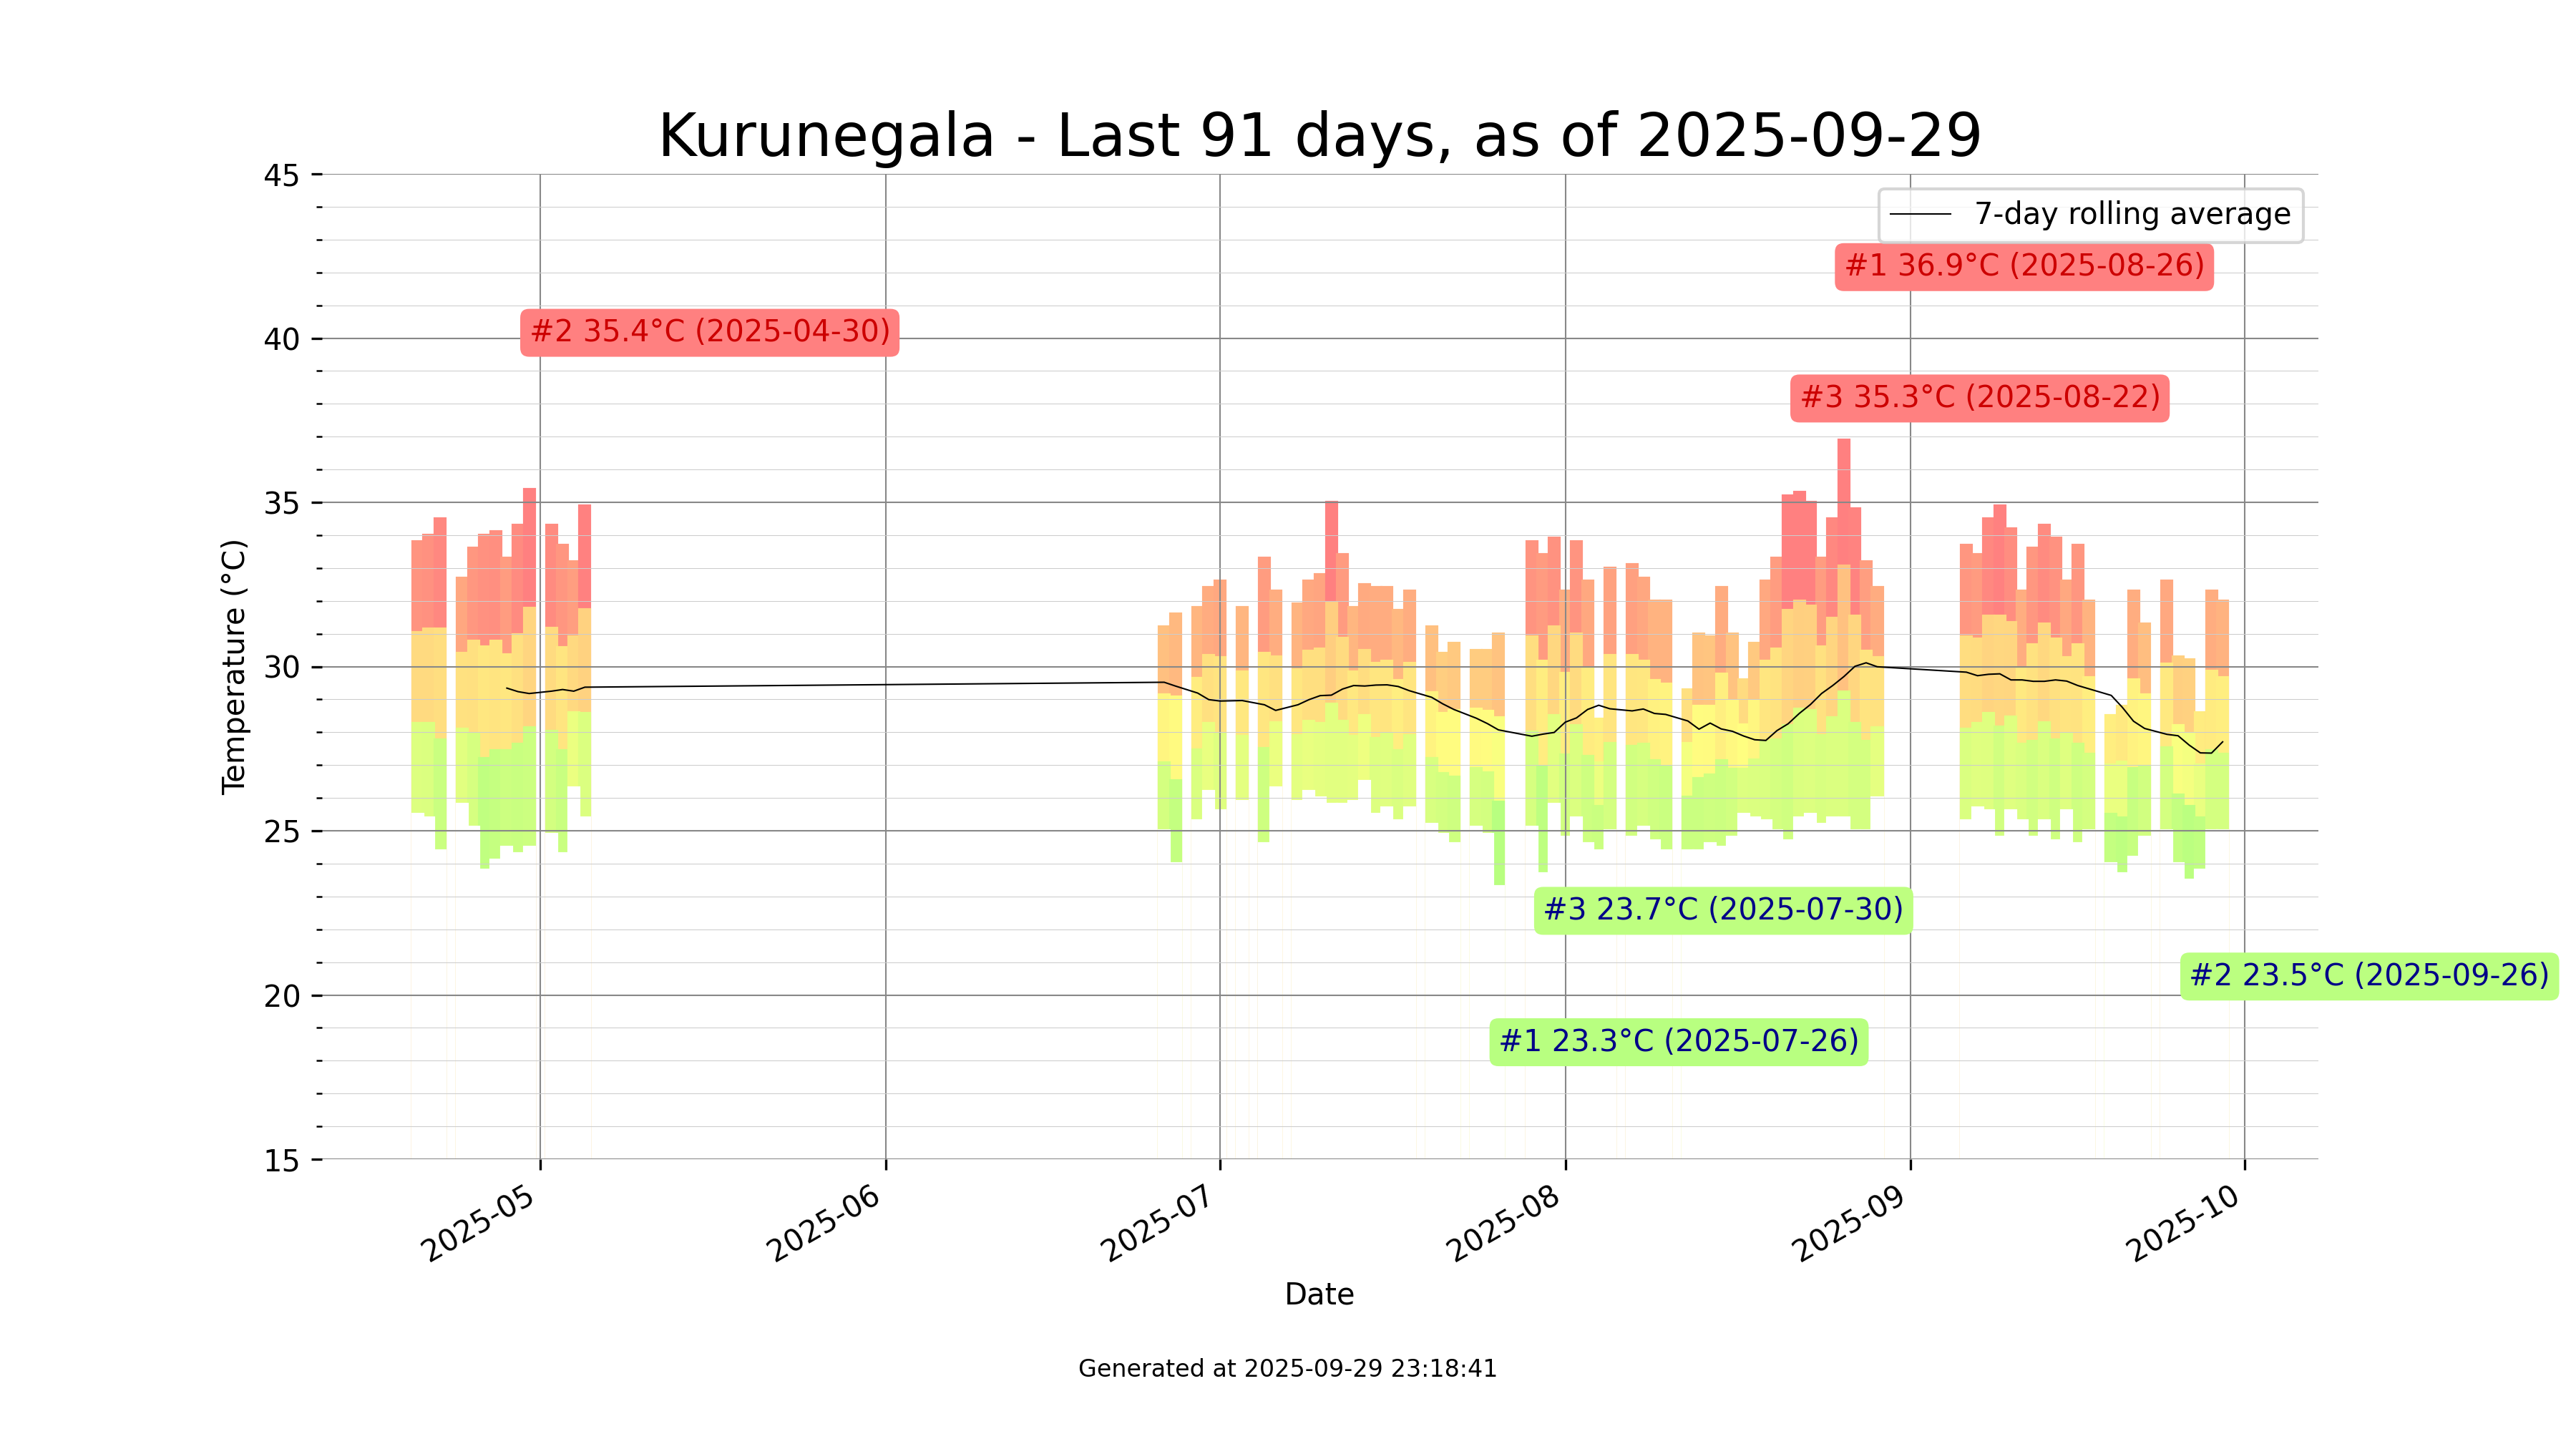 Kurunegala - Last 91 days, as of 2025-09-29
45
7-day rolling average
#1 36.9°C (2025-08-26)
#2 35.4°C (2025-04-30)
40
#3 35.3°C (2025-08-22)
35
Temperature (°C)
30
25
#3 23.7°C (2025-07-30)
#2 23.5°C (2025-09-26)
20
#1 23.3°C (2025-07-26)
15
2025-05
2025-06
2025-07
2025-08
2025-09
2025-10
Date
Generated at 2025-09-29 23:18:41